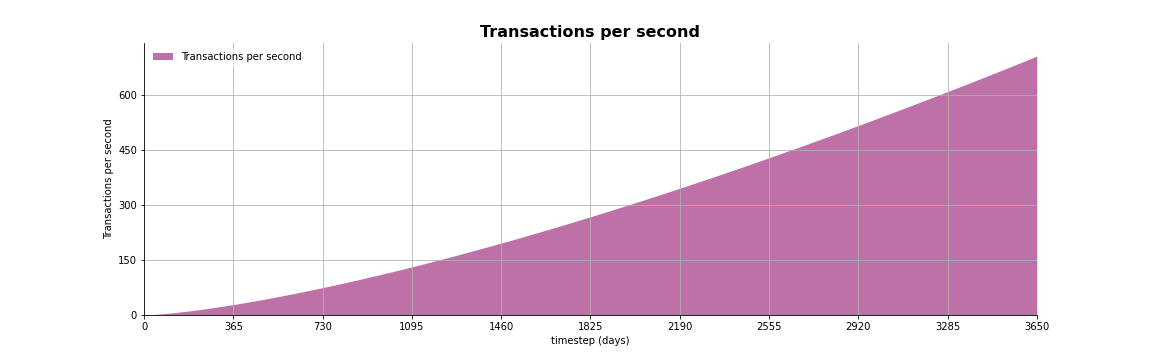 Transactions per second
Transactions per second
Transactions per second
600
450
300
150
0
0 365 730 1095 1460 1825 2190 2555 2920 3285 3650
timestep (days)